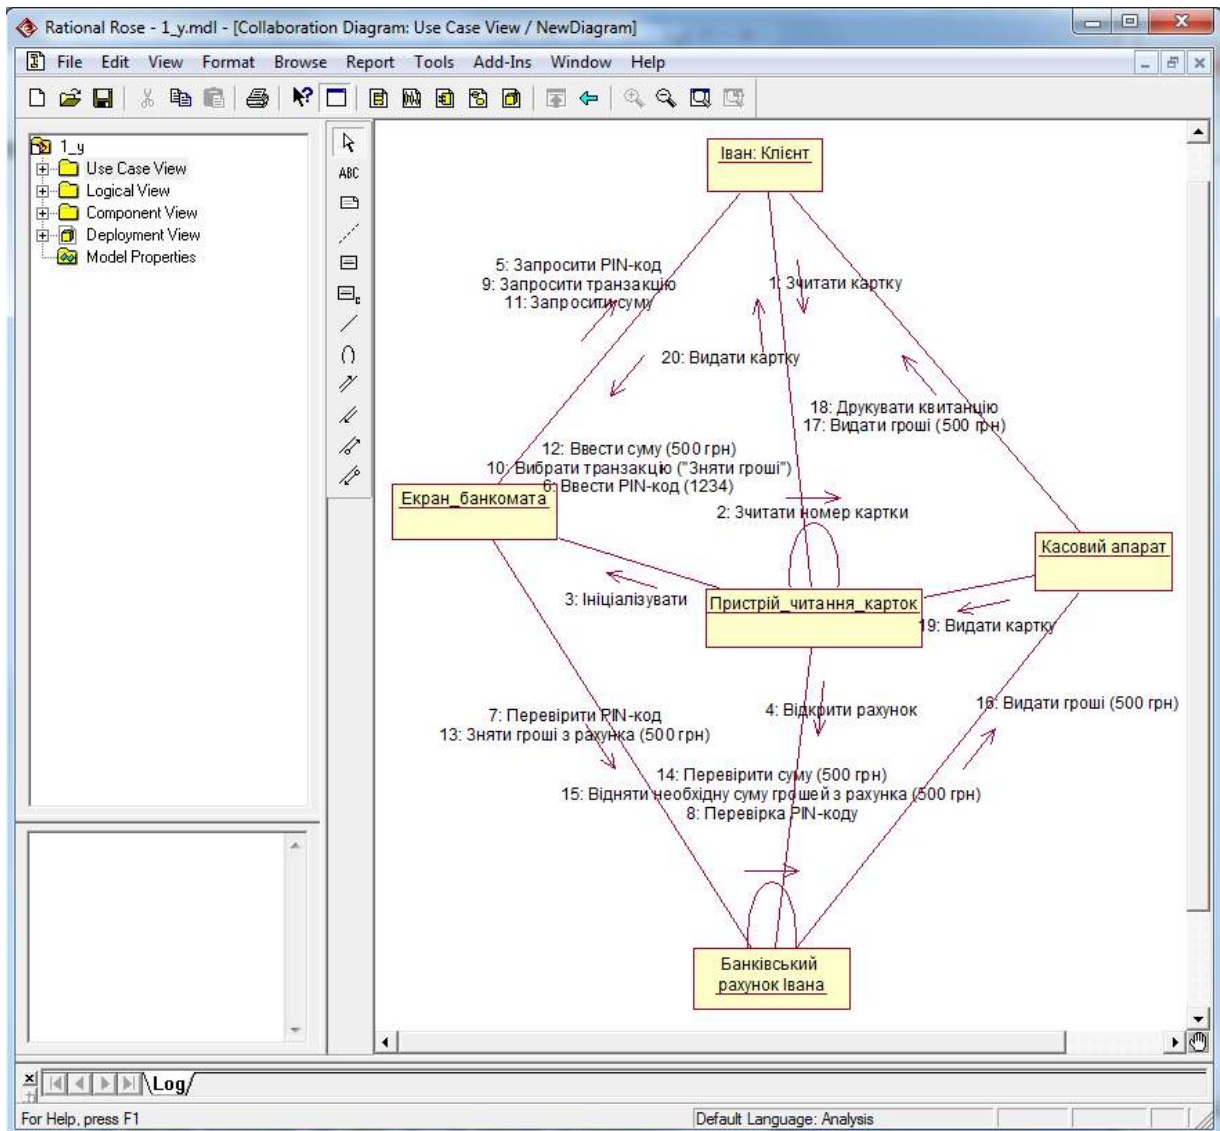 Rational Rose - 1_y.mdl - [Collaboration Diagram: Use Case View / NewDiagram]
File Edit View Format Browse Report Tools Add-Ins Window Help
1_y
Use Case View
Logical View
Component View
Deployment View
Model Properties
ABC
Іван: Клієнт
5: Запросити PIN-код
9: Запросити транзакцію
11: Запросити суму
1: Зчитати картку
20: Видати картку
18: Друкувати квитанцію
17: Видати гроші (500 грн)
12: Ввести суму (500 грн)
10: Вибрати транзакцію ("Зняти гроші")
6: Ввести PIN-код (1234)
Екран_банкомата
2: Зчитати номер картки
Касовий апарат
3: Ініціалізувати
Пристрій_читання_карток
19: Видати картку
4: Відкрити рахунок
16: Видати гроші (500 грн)
7: Перевірити PIN-код
13: Зняти гроші з рахунка (500 грн)
14: Перевірити суму (500 грн)
15: Відняти необхідну суму грошей з рахунка (500 грн)
8: Перевірка PIN-коду
Банківський
рахунок Івана
Log
For Help, press F1
Default Language: Analysis